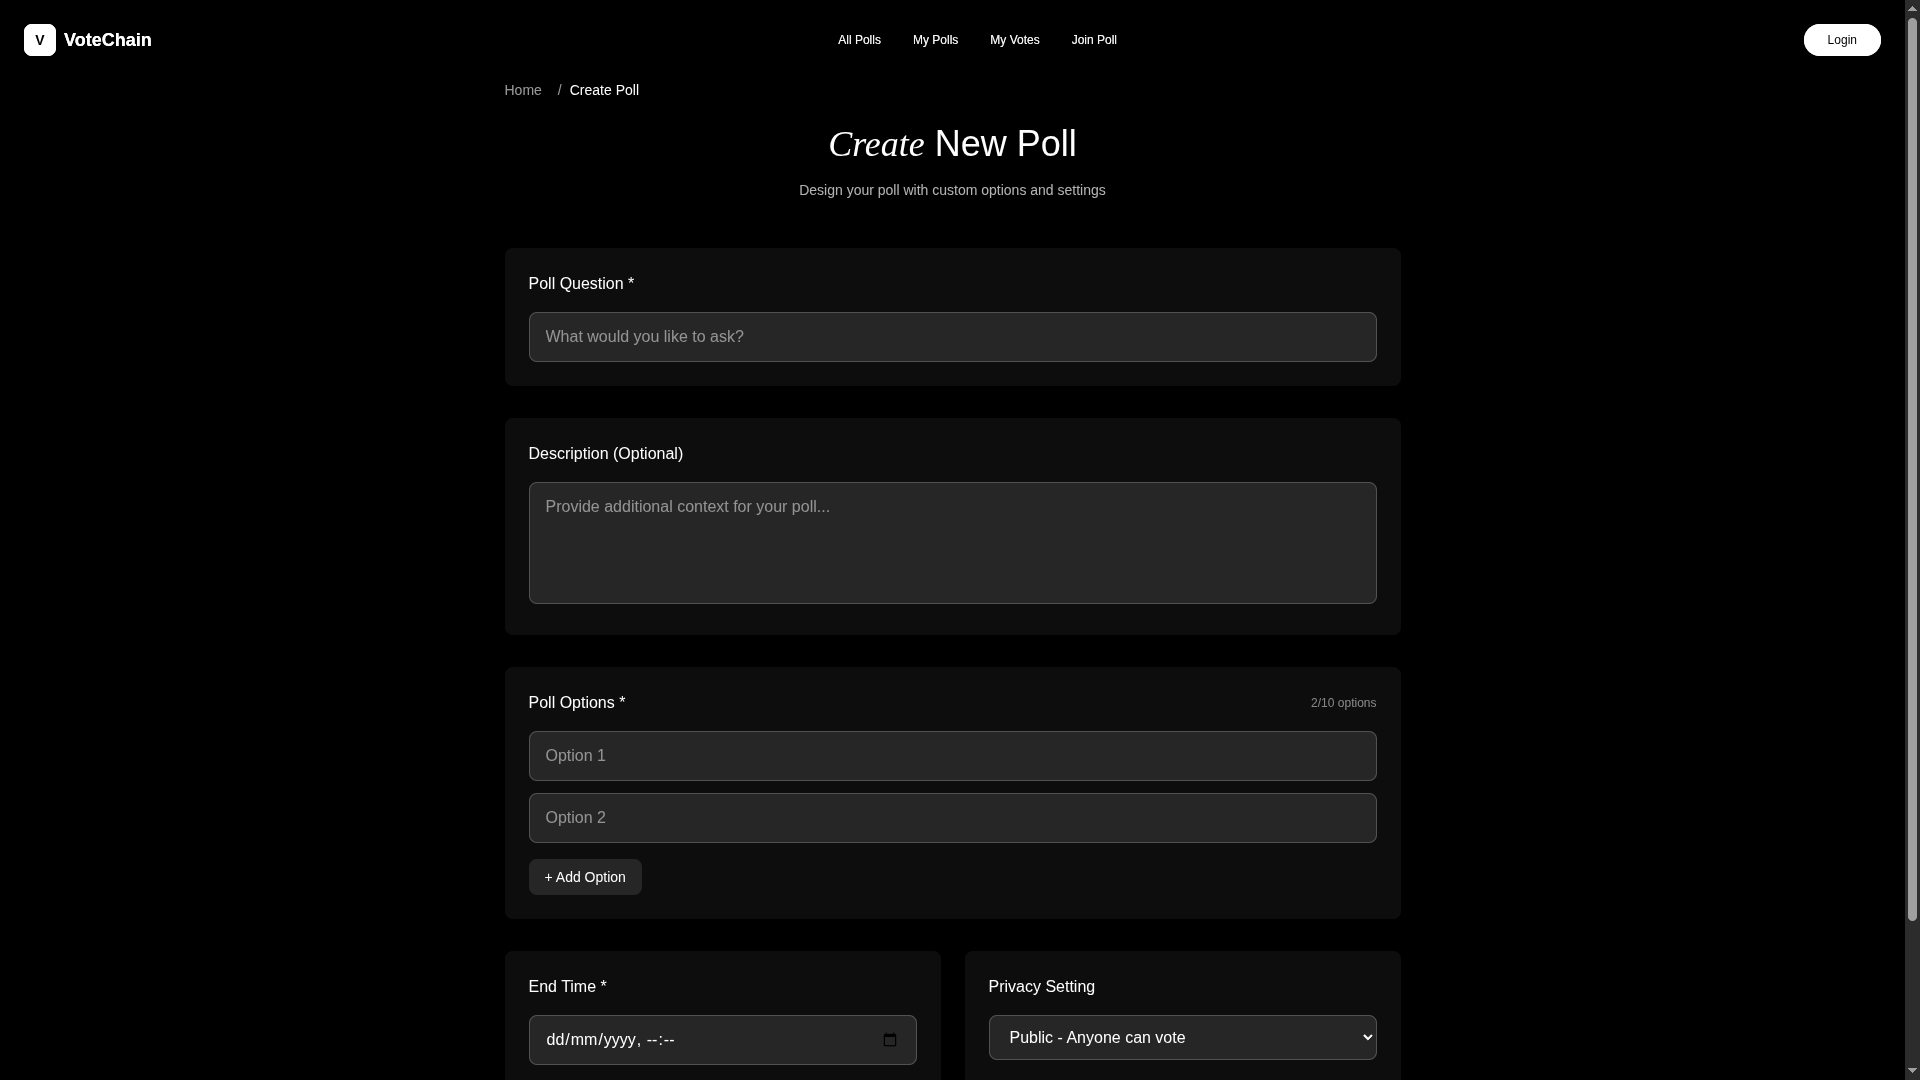 V VoteChain
All Polls My Polls My Votes Join Poll
Login
Home / Create Poll
Create New Poll
Design your poll with custom options and settings
Poll Question *
What would you like to ask?
Description (Optional)
Provide additional context for your poll...
Poll Options *
2/10 options
Option 1
Option 2
+ Add Option
End Time *
dd/mm/yyyy, --:--
Privacy Setting
Public - Anyone can vote